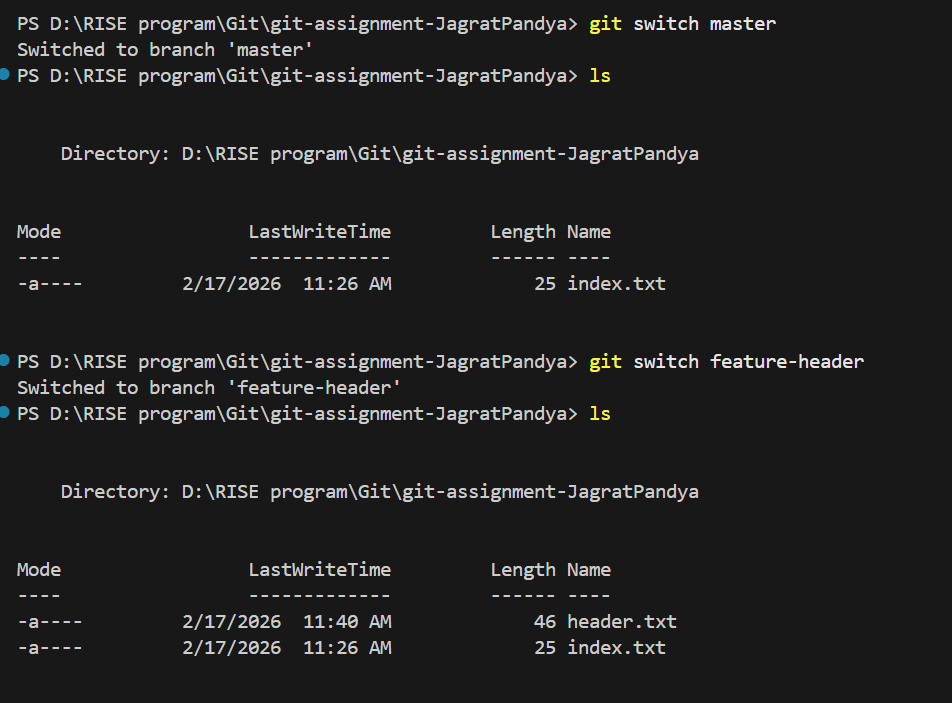 PS D:\RISE program\Git\git-assignment-JagratPandya> git switch master
Switched to branch 'master'
PS D:\RISE program\Git\git-assignment-JagratPandya> ls
Directory: D:\RISE program\Git\git-assignment-JagratPandya
Mode                 LastWriteTime         Length Name
----                 -------------         ------ ----
-a----         2/17/2026  11:26 AM             25 index.txt
PS D:\RISE program\Git\git-assignment-JagratPandya> git switch feature-header
Switched to branch 'feature-header'
PS D:\RISE program\Git\git-assignment-JagratPandya> ls
Directory: D:\RISE program\Git\git-assignment-JagratPandya
Mode                 LastWriteTime         Length Name
----                 -------------         ------ ----
-a----         2/17/2026  11:40 AM             46 header.txt
-a----         2/17/2026  11:26 AM             25 index.txt